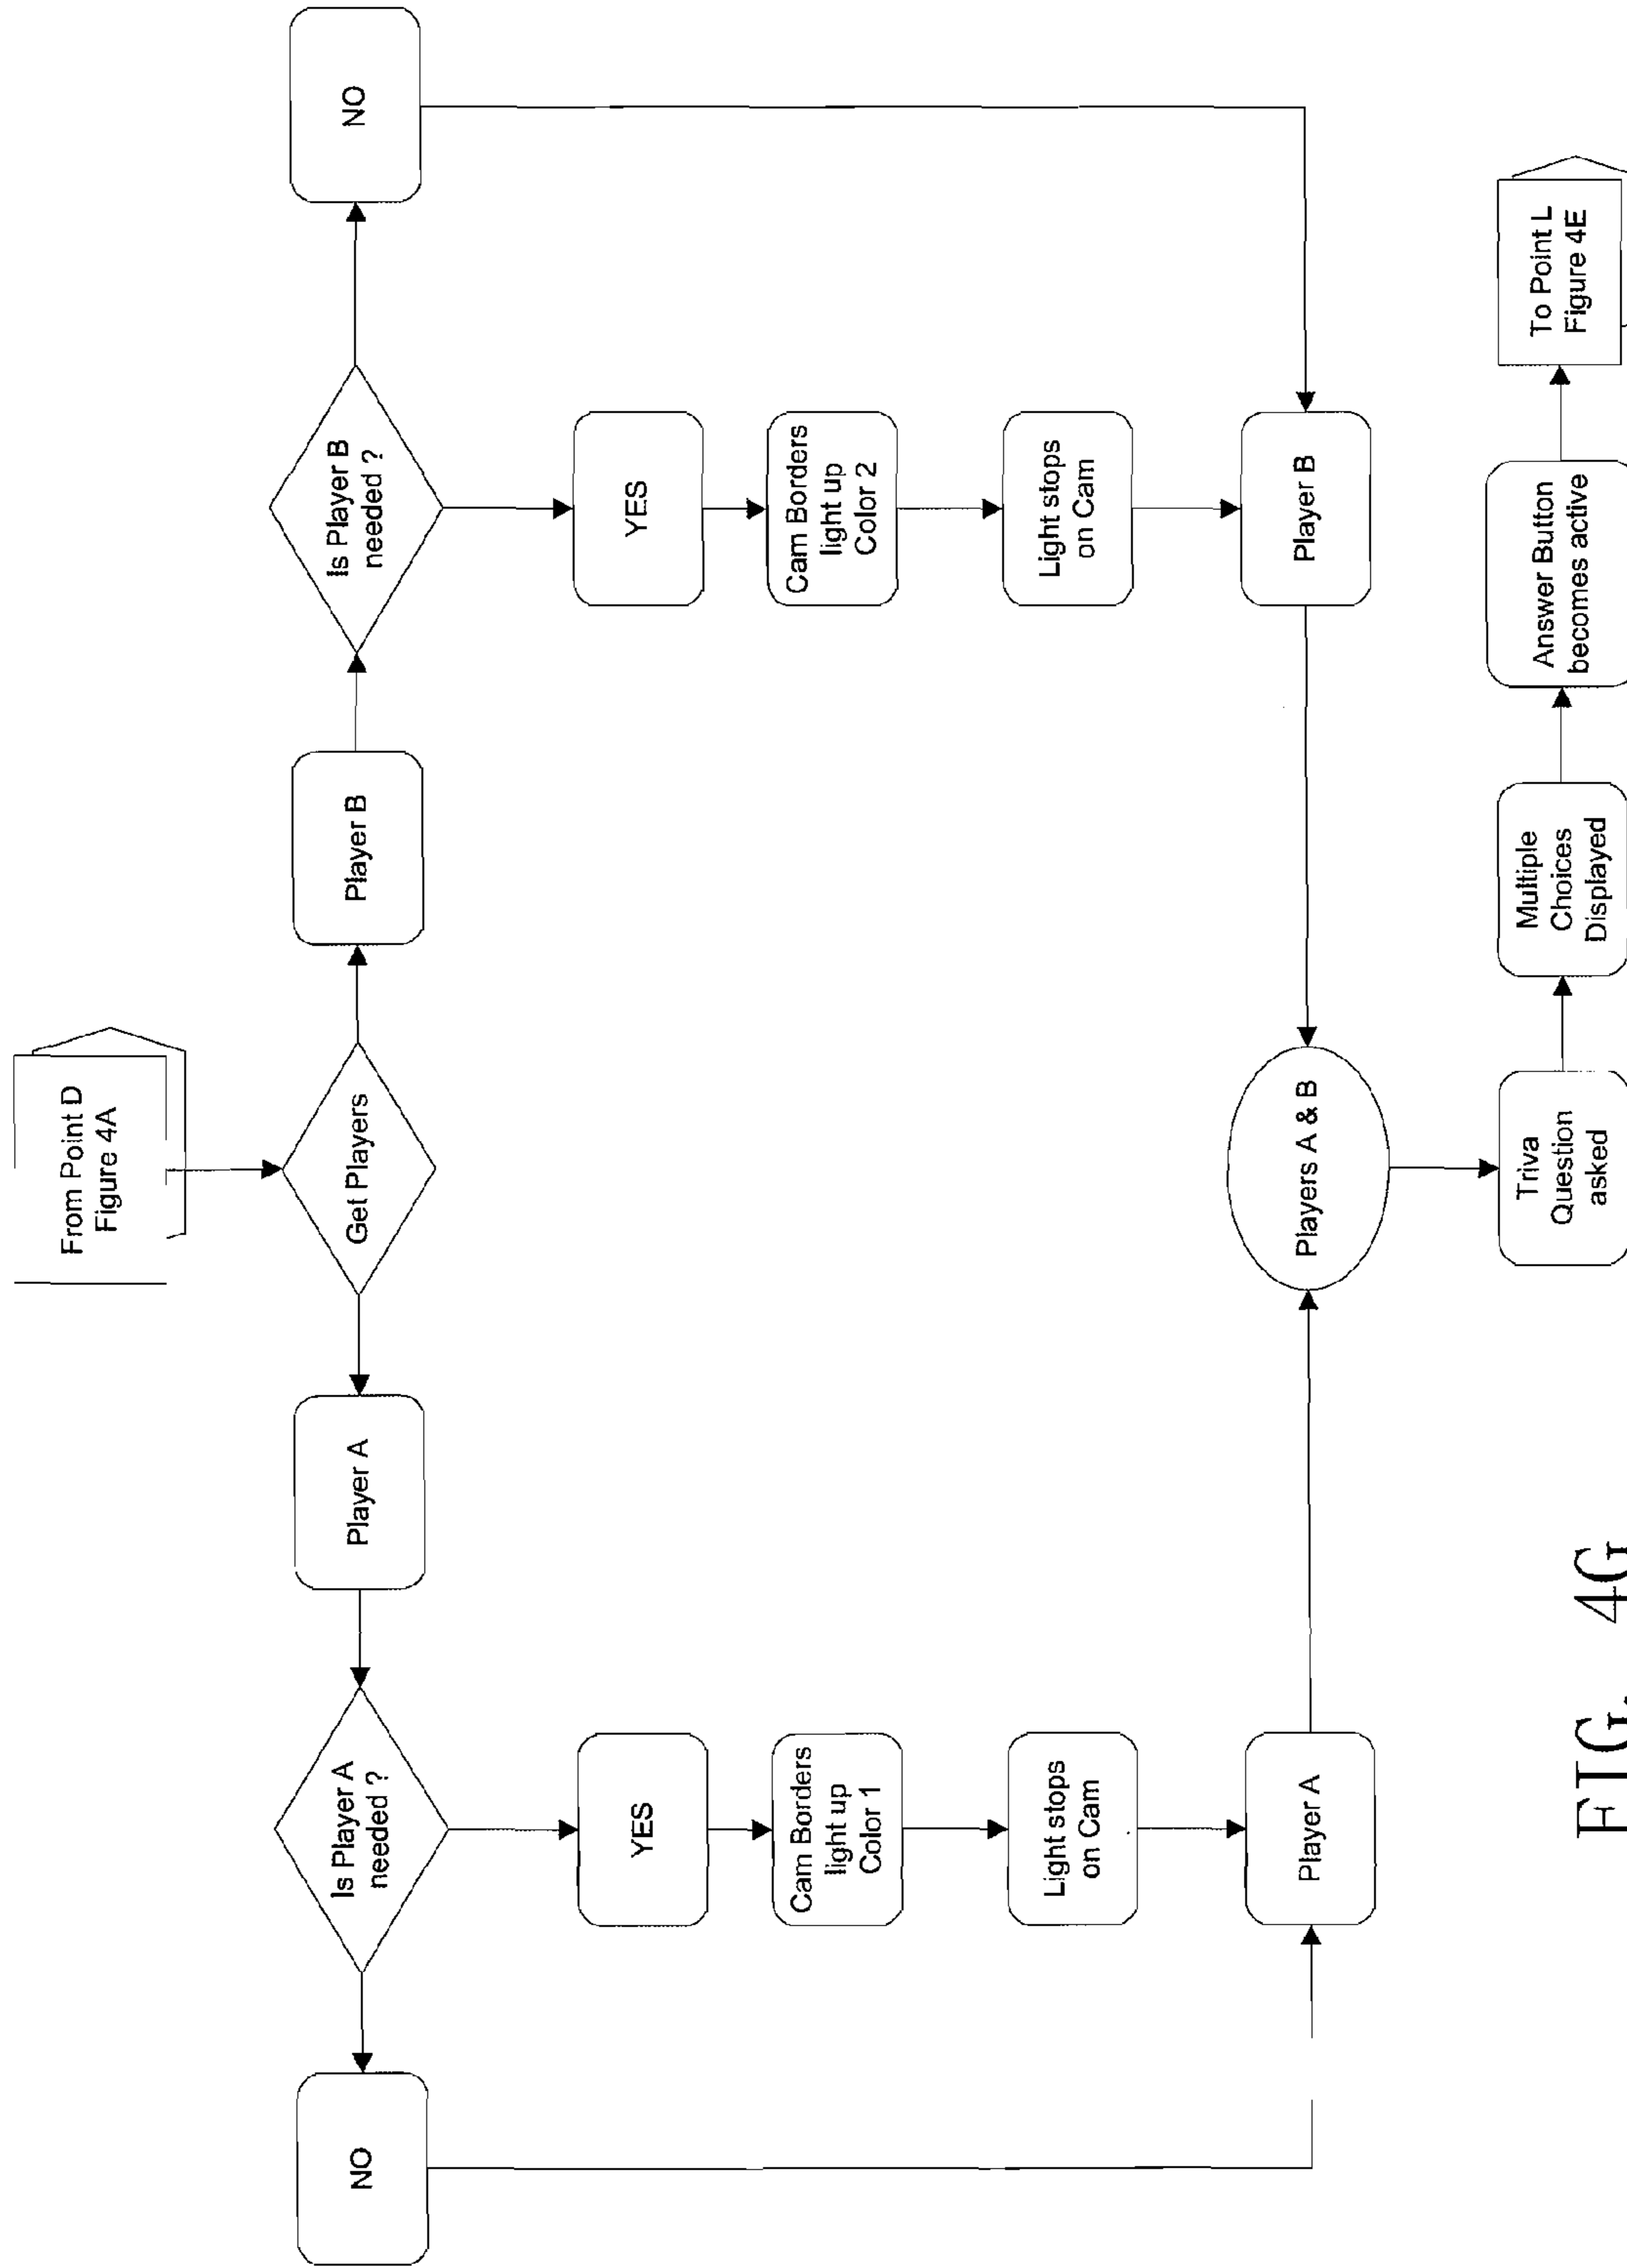 From Point D
Figure 4A
Get Players
Player A
Player B
Is Player A
needed ?
Is Player B
needed ?
NO
NO
YES
YES
Cam Borders
light up
Color 1
Cam Borders
light up
Color 2
Light stops
on Cam
Light stops
on Cam
Player A
Players A & B
Player B
Triva
Question
asked
Multiple
Choices
Displayed
Answer Button
becomes active
To Point L
Figure 4E
FIG. 4G